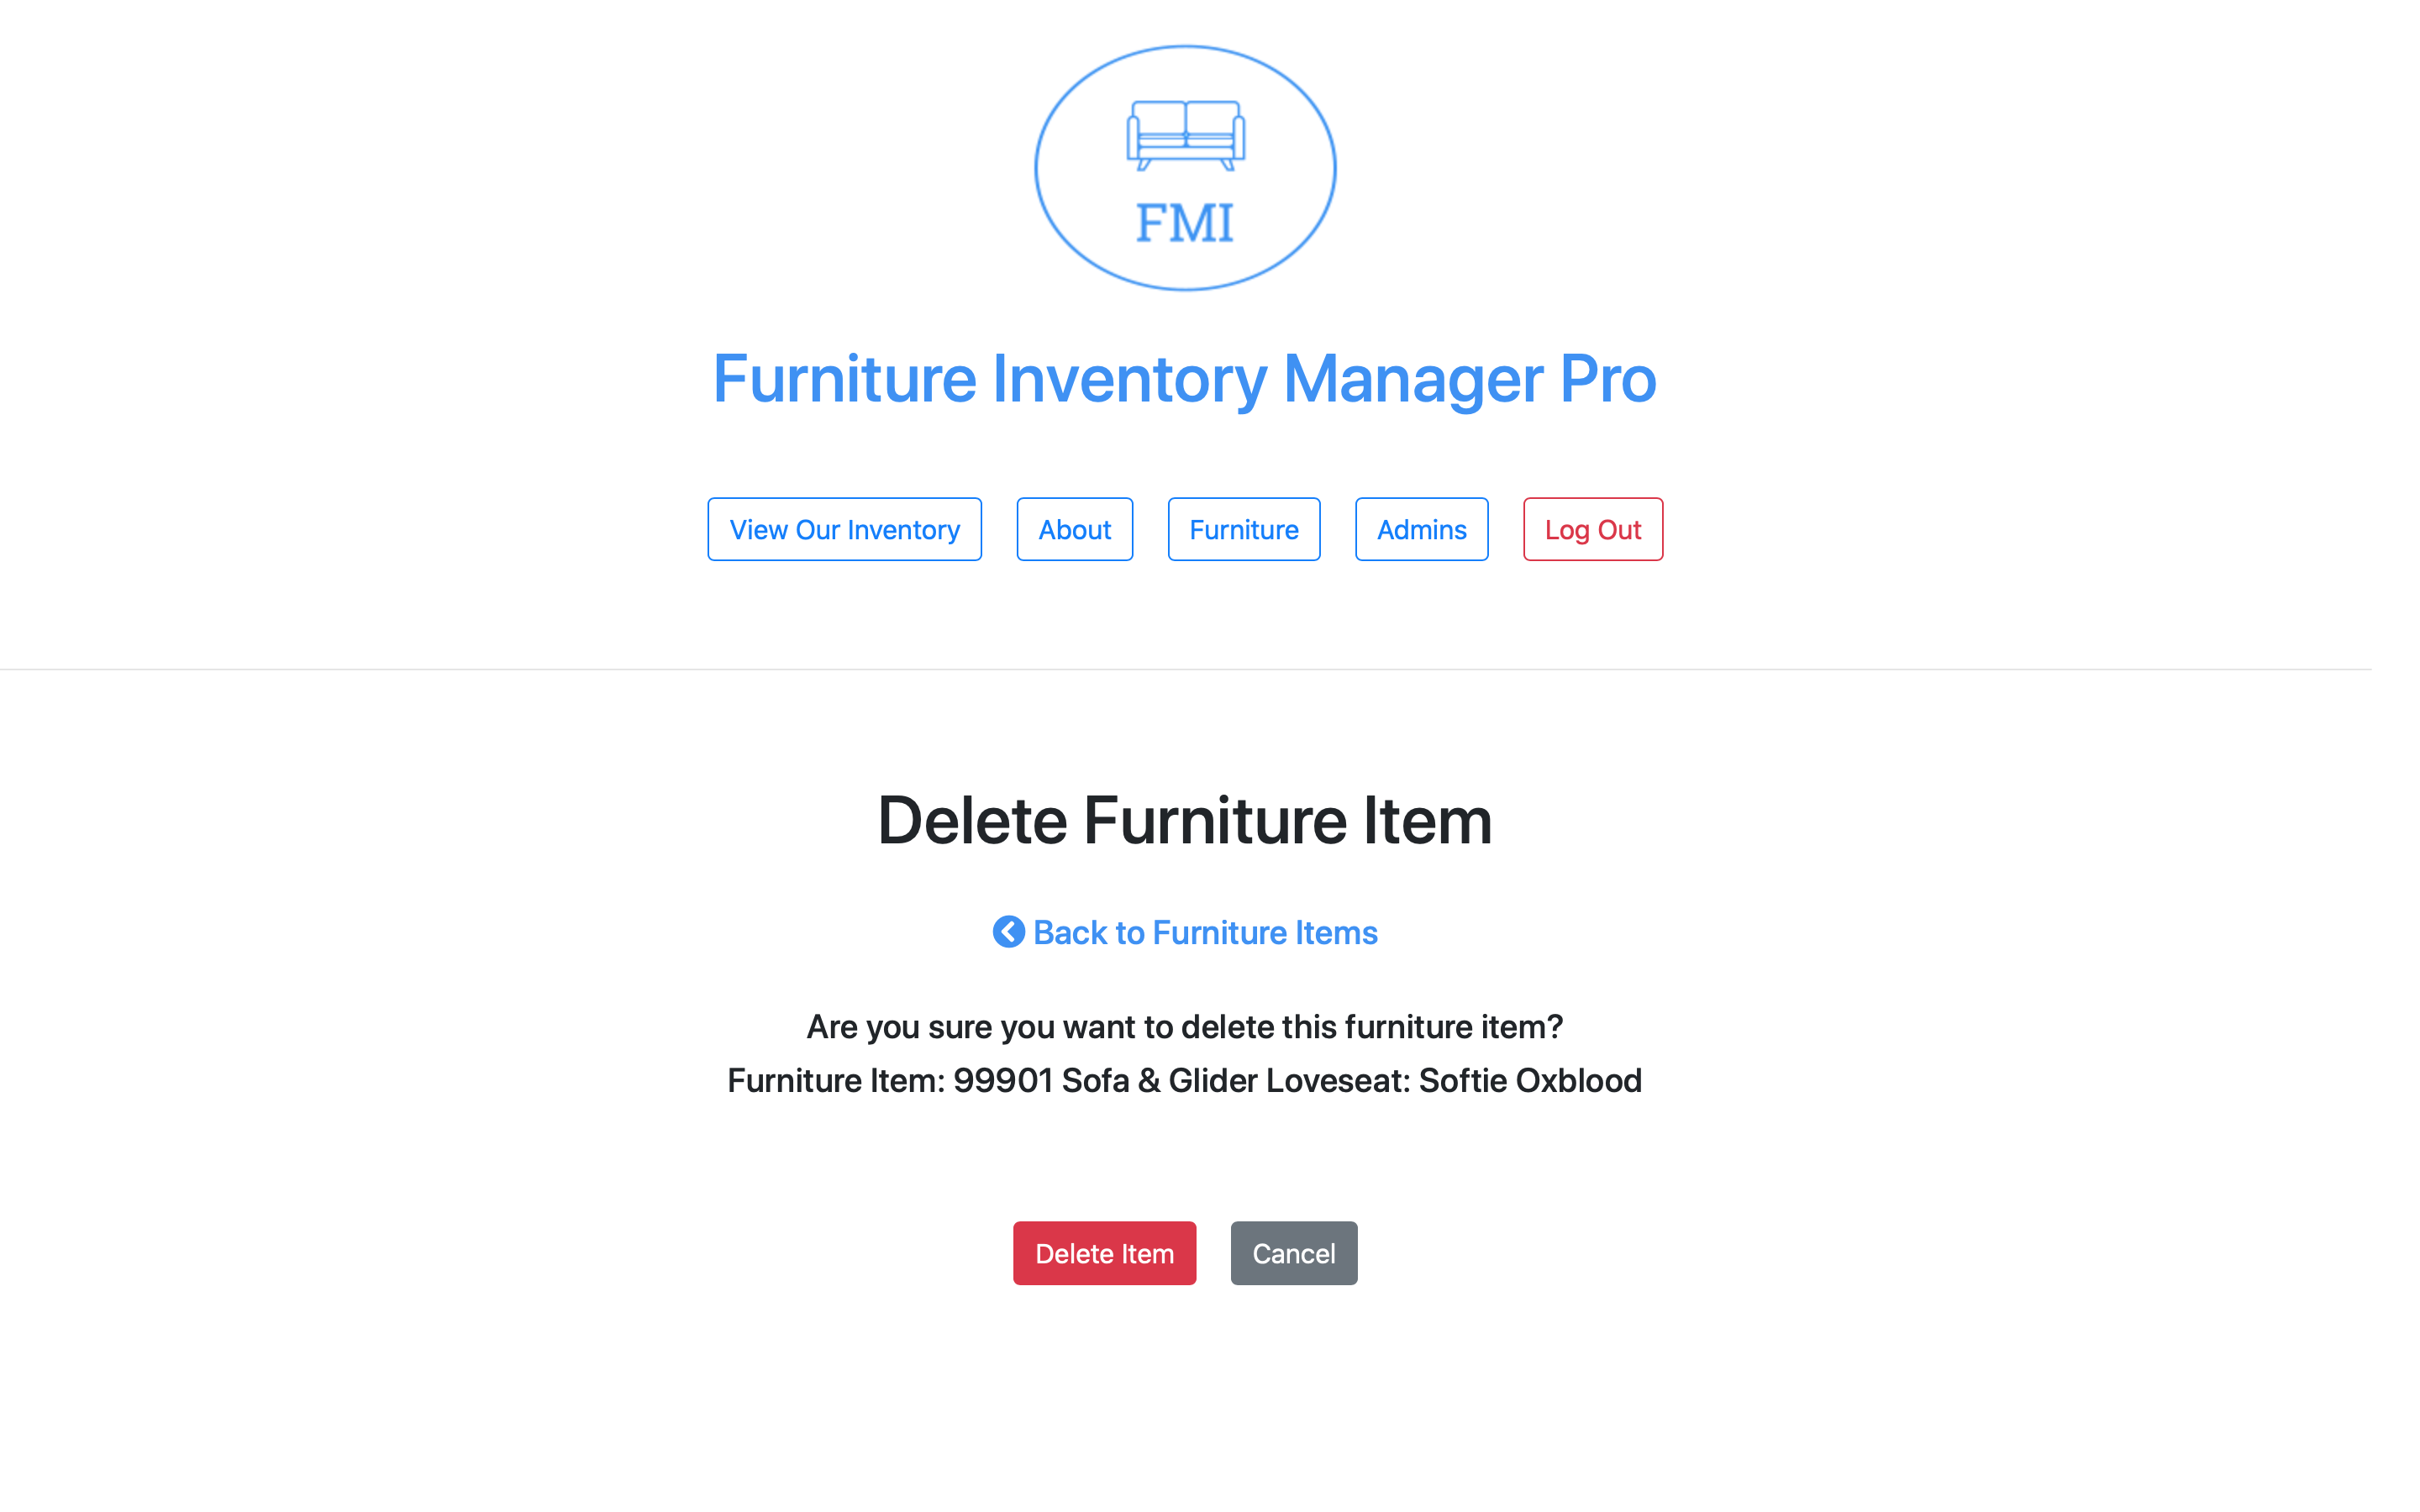 FMI
Furniture Inventory Manager Pro
View Our Inventory About Furniture Admins Log Out
Delete Furniture Item
Back to Furniture Items
Are you sure you want to delete this furniture item?
Furniture Item: 99901 Sofa & Glider Loveseat: Softie Oxblood
Delete Item Cancel